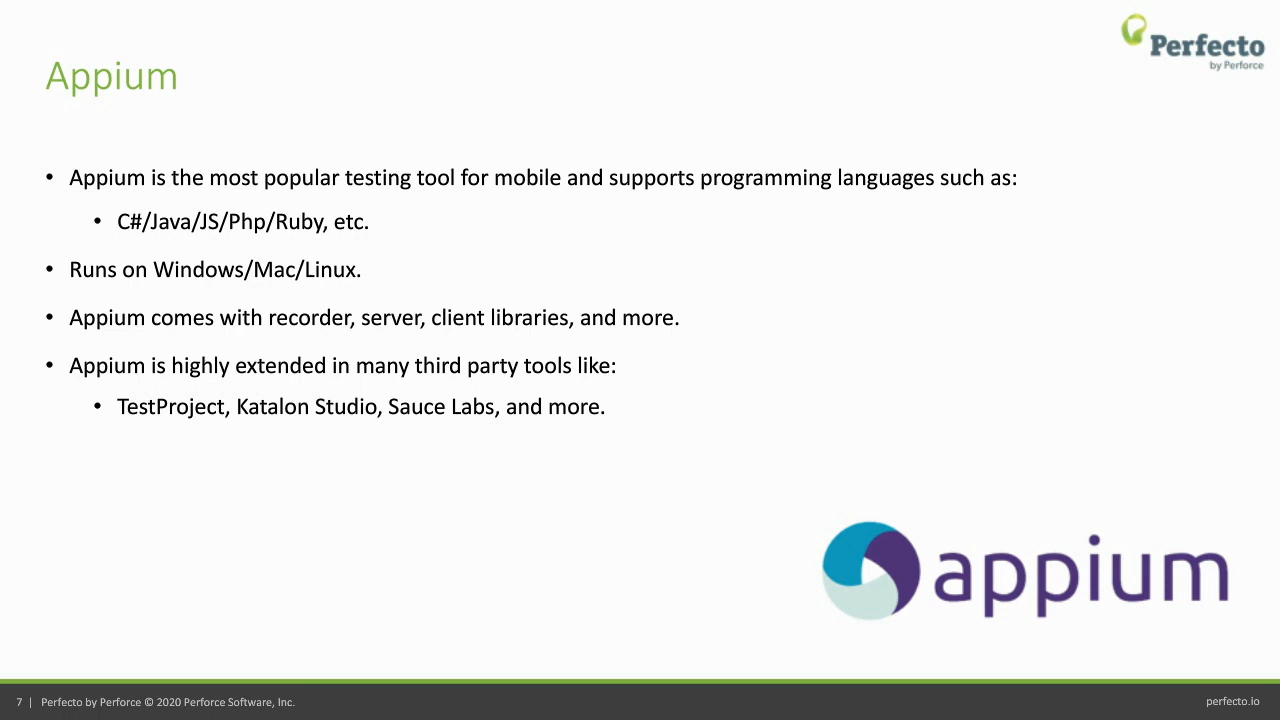 Perfecto
by Perforce
Appium
• Appium is the most popular testing tool for mobile and supports programming languages such as:
• C#/Java/JS/Php/Ruby, etc.
• Runs on Windows/Mac/Linux.
• Appium comes with recorder, server, client libraries, and more.
• Appium is highly extended in many third party tools like:
• TestProject, Katalon Studio, Sauce Labs, and more.
appium
7 | Perfecto by Perforce © 2020 Perforce Software, Inc.
perfecto.io